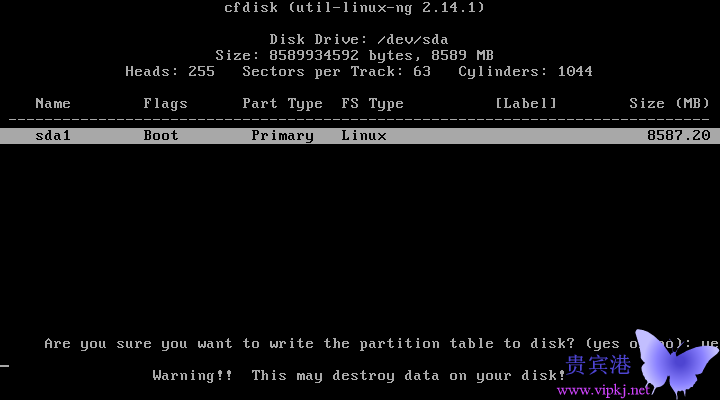 cfdisk (util-linux-ng 2.14.1)
Disk Drive: /dev/sda
Size: 8589934592 bytes, 8589 MB
Heads: 255 Sectors per Track: 63 Cylinders: 1044
Name Flags Part Type FS Type [Label] Size (MB)
sda1 Boot Primary Linux 8587.20
Are you sure you want to write the partition table to disk? (yes or no): ye
Warning!! This may destroy data on your disk!
贵宾港
www.vipkj.net